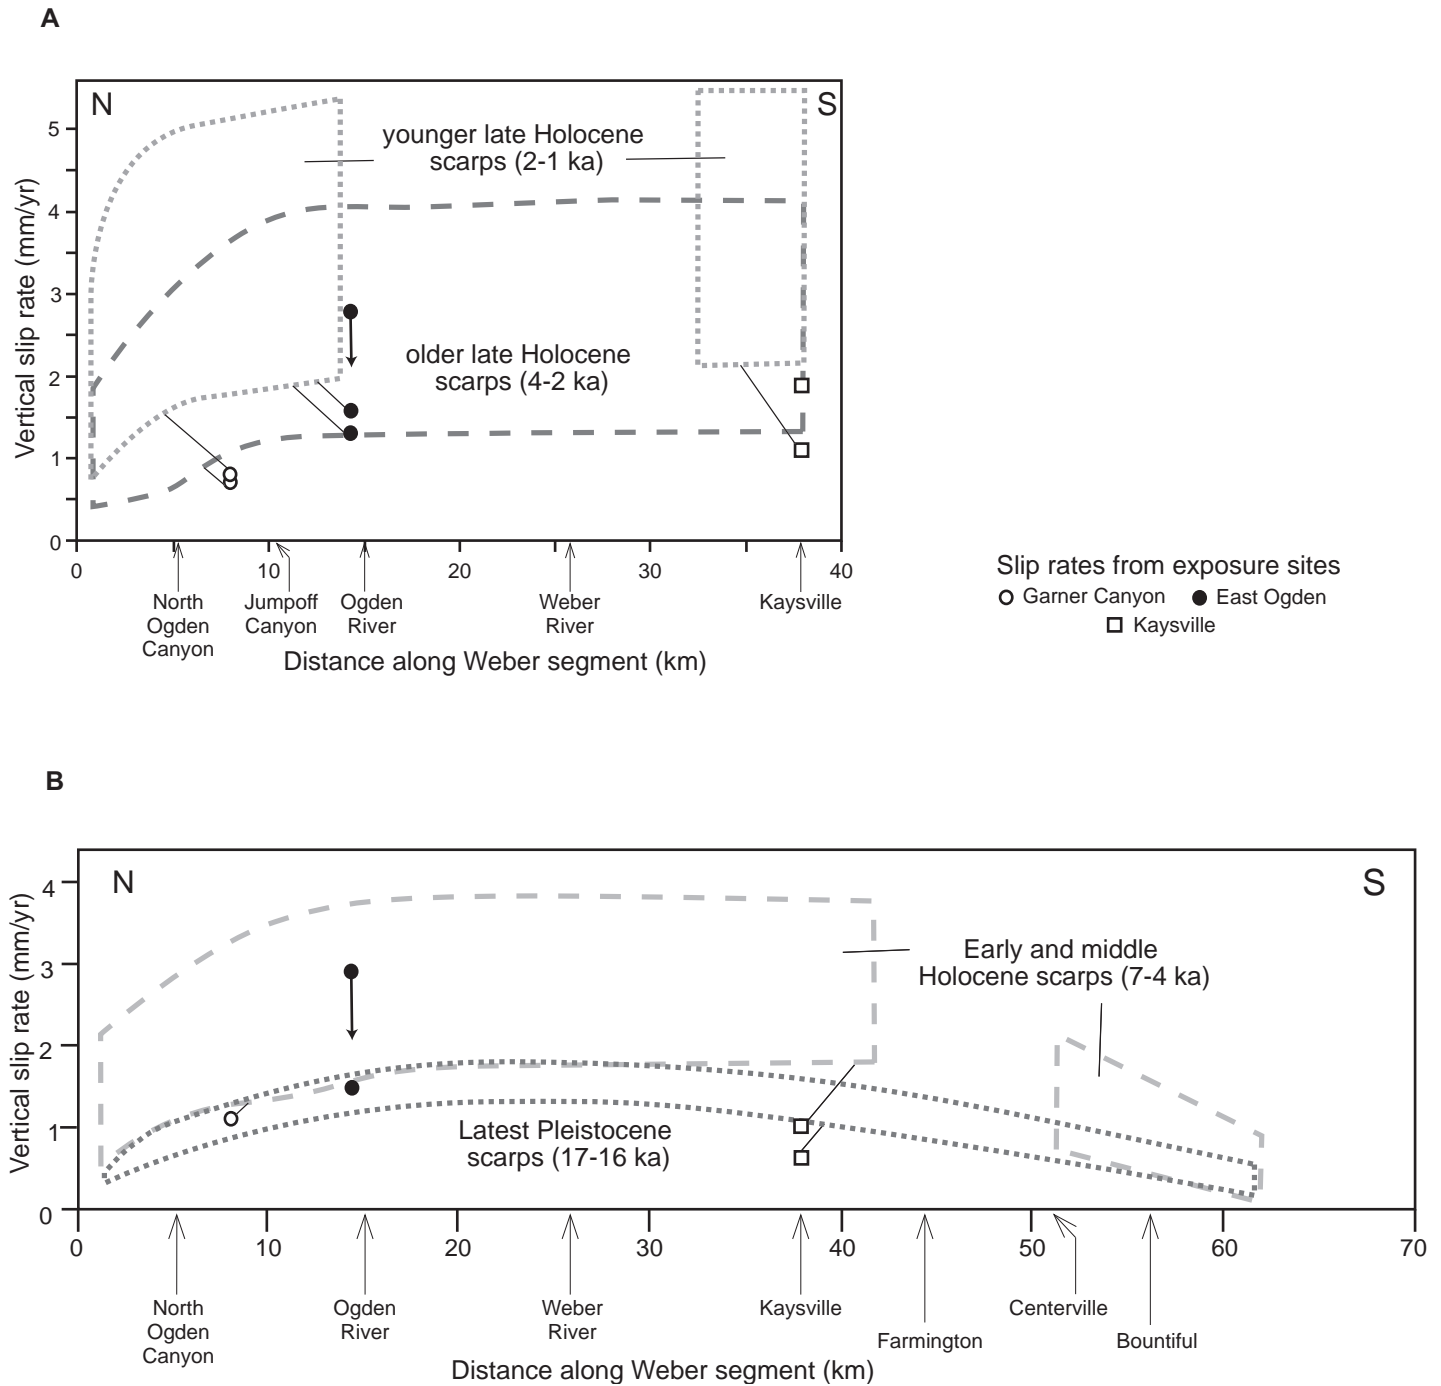 A
N
S
5
4
3
2
1
0
Vertical slip rate (mm/yr)
younger late Holocene
scarps (2-1 ka)
older late Holocene
scarps (4-2 ka)
0
10
20
30
40
North
Ogden
Canyon
Jumpoff
Canyon
Ogden
River
Weber
River
Kaysville
Distance along Weber segment (km)
Slip rates from exposure sites
Garner Canyon
East Ogden
Kaysville
B
N
S
4
3
2
1
0
Vertical slip rate (mm/yr)
Early and middle
Holocene scarps (7-4 ka)
Latest Pleistocene
scarps (17-16 ka)
0
10
20
30
40
50
60
70
North
Ogden
Canyon
Ogden
River
Weber
River
Kaysville
Farmington
Centerville
Bountiful
Distance along Weber segment (km)